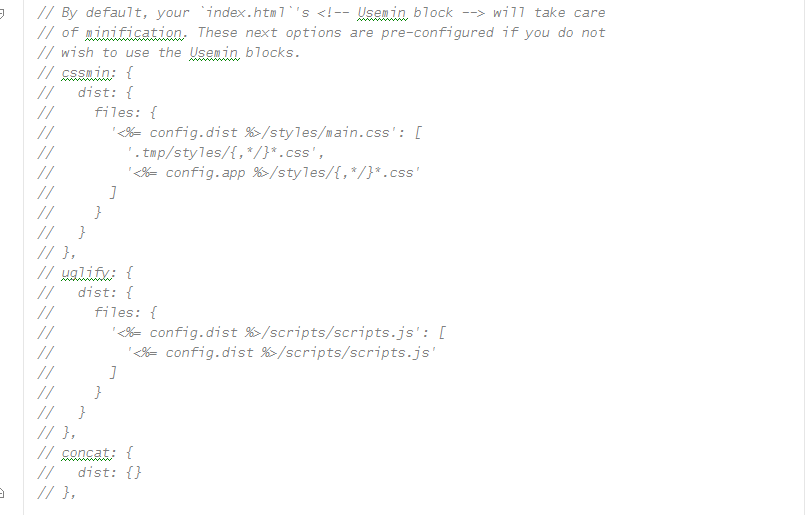 // By default, your `index.html`'s <!-- Usemin block --> will take care
// of minification. These next options are pre-configured if you do not
// wish to use the Usemin blocks.
// cssmin: {
//   dist: {
//     files: {
//       '<%= config.dist %>/styles/main.css': [
//         '.tmp/styles/{,*/}*.css',
//         '<%= config.app %>/styles/{,*/}*.css'
//       ]
//     }
//   }
// },
// uglify: {
//   dist: {
//     files: {
//       '<%= config.dist %>/scripts/scripts.js': [
//         '<%= config.dist %>/scripts/scripts.js'
//       ]
//     }
//   }
// },
// concat: {
//   dist: {}
// },